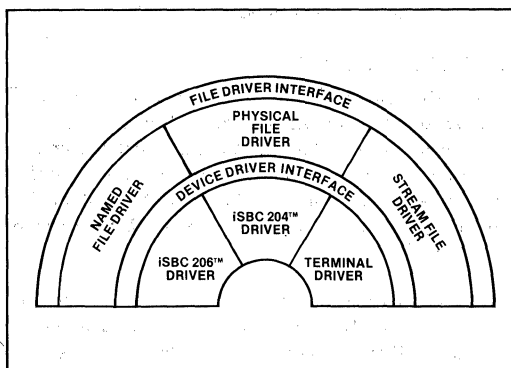 FILE DRIVER INTERFACE
PHYSICAL
FILE
DRIVER
NAMED
FILE DRIVER
STREAM FILE
DRIVER
DEVICE DRIVER INTERFACE
iSBC 204™
DRIVER
iSBC 206™
DRIVER
TERMINAL
DRIVER